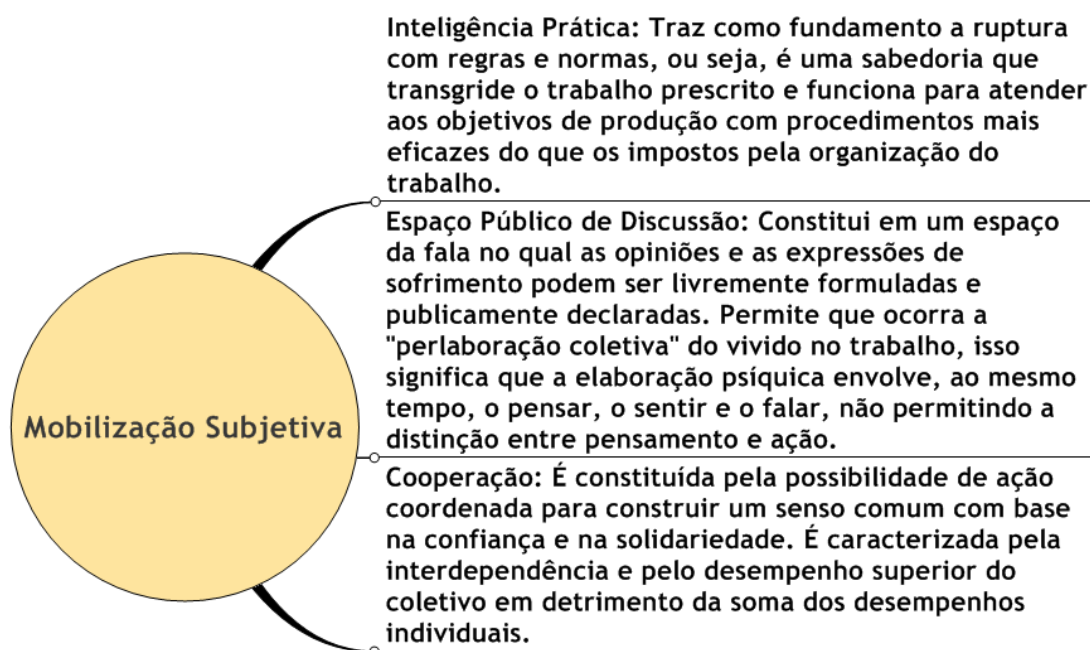 Inteligência Prática: Traz como fundamento a ruptura
com regras e normas, ou seja, é uma sabedoria que
transgride o trabalho prescrito e funciona para atender
aos objetivos de produção com procedimentos mais
eficazes do que os impostos pela organização do
trabalho.
Espaço Público de Discussão: Constitui em um espaço
da fala no qual as opiniões e as expressões de
sofrimento podem ser livremente formuladas e
publicamente declaradas. Permite que ocorra a
"perlaboração coletiva" do vivido no trabalho, isso
significa que a elaboração psíquica envolve, ao mesmo
tempo, o pensar, o sentir e o falar, não permitindo a
distinção entre pensamento e ação.
Mobilização Subjetiva
Cooperação: É constituída pela possibilidade de ação
coordenada para construir um senso comum com base
na confiança e na solidariedade. É caracterizada pela
interdependência e pelo desempenho superior do
coletivo em detrimento da soma dos desempenhos
individuais.